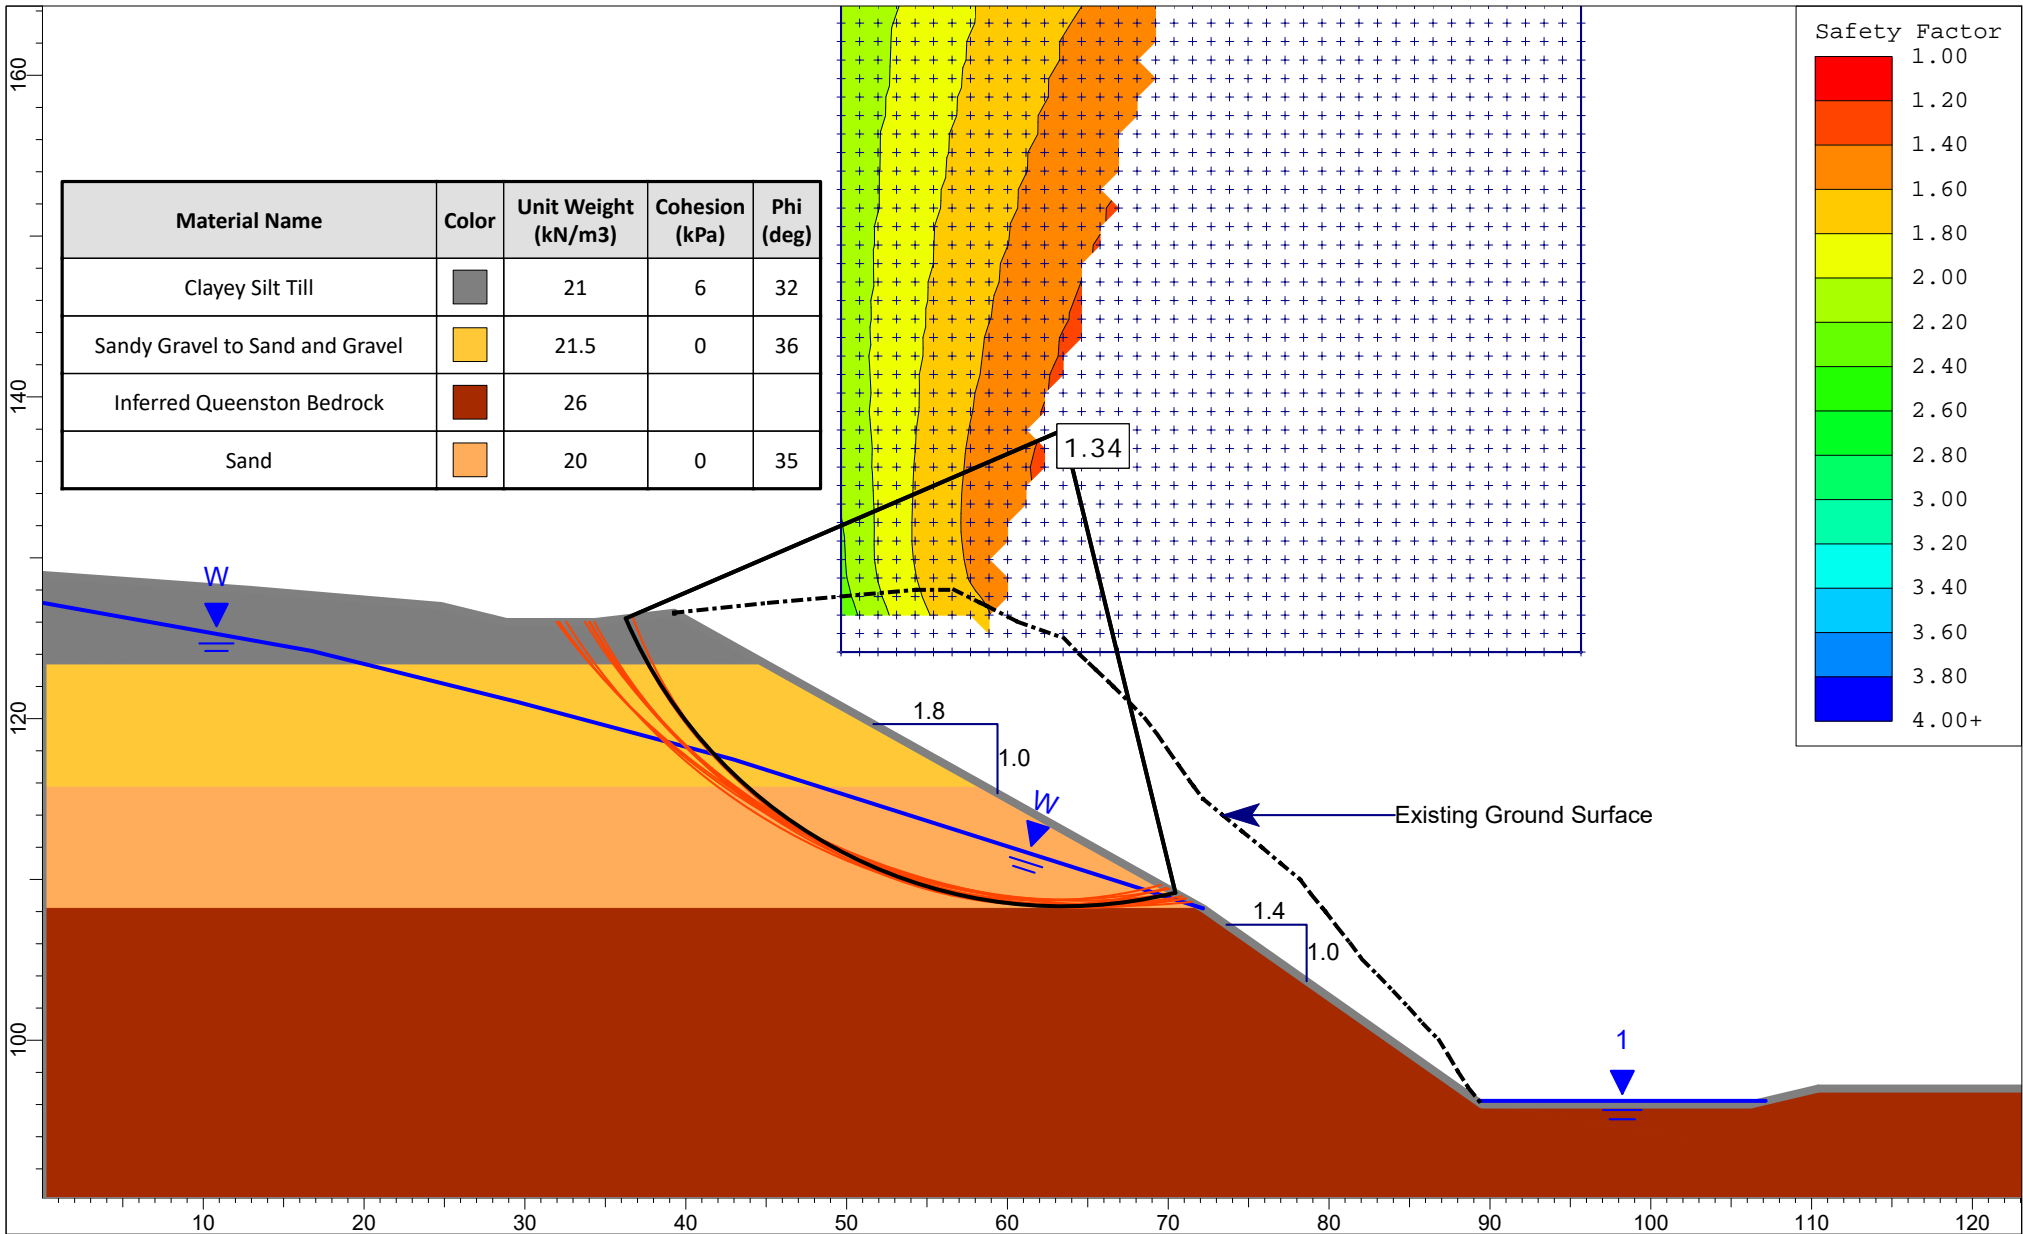 Safety Factor
1.00
1.20
1.40
1.60
1.80
2.00
2.20
2.40
2.60
2.80
3.00
3.20
3.40
3.60
3.80
4.00+
Material Name Color Unit Weight (kN/m3) Cohesion (kPa) Phi (deg)
Clayey Silt Till 21 6 32
Sandy Gravel to Sand and Gravel 21.5 0 36
Inferred Queenston Bedrock 26
Sand 20 0 35
1.34
W
W
1.8
1.0
Existing Ground Surface
1.4
1.0
1
160
140
120
100
10 20 30 40 50 60 70 80 90 100 110 120